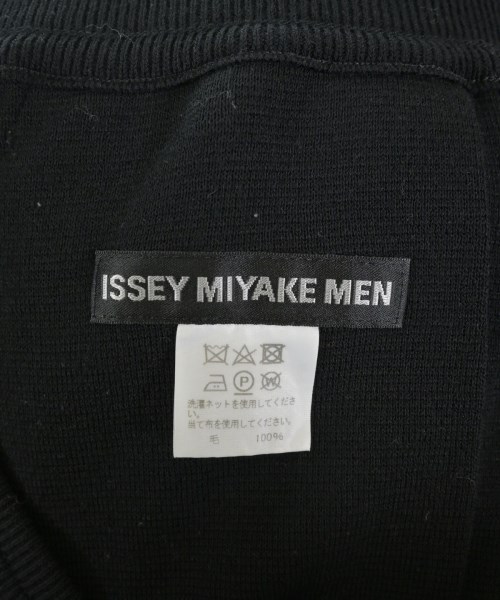 ISSEY MIYAKE MEN
P W
洗濯ネットを使用してくださ
い。
当て布を使用してください。
毛 100%